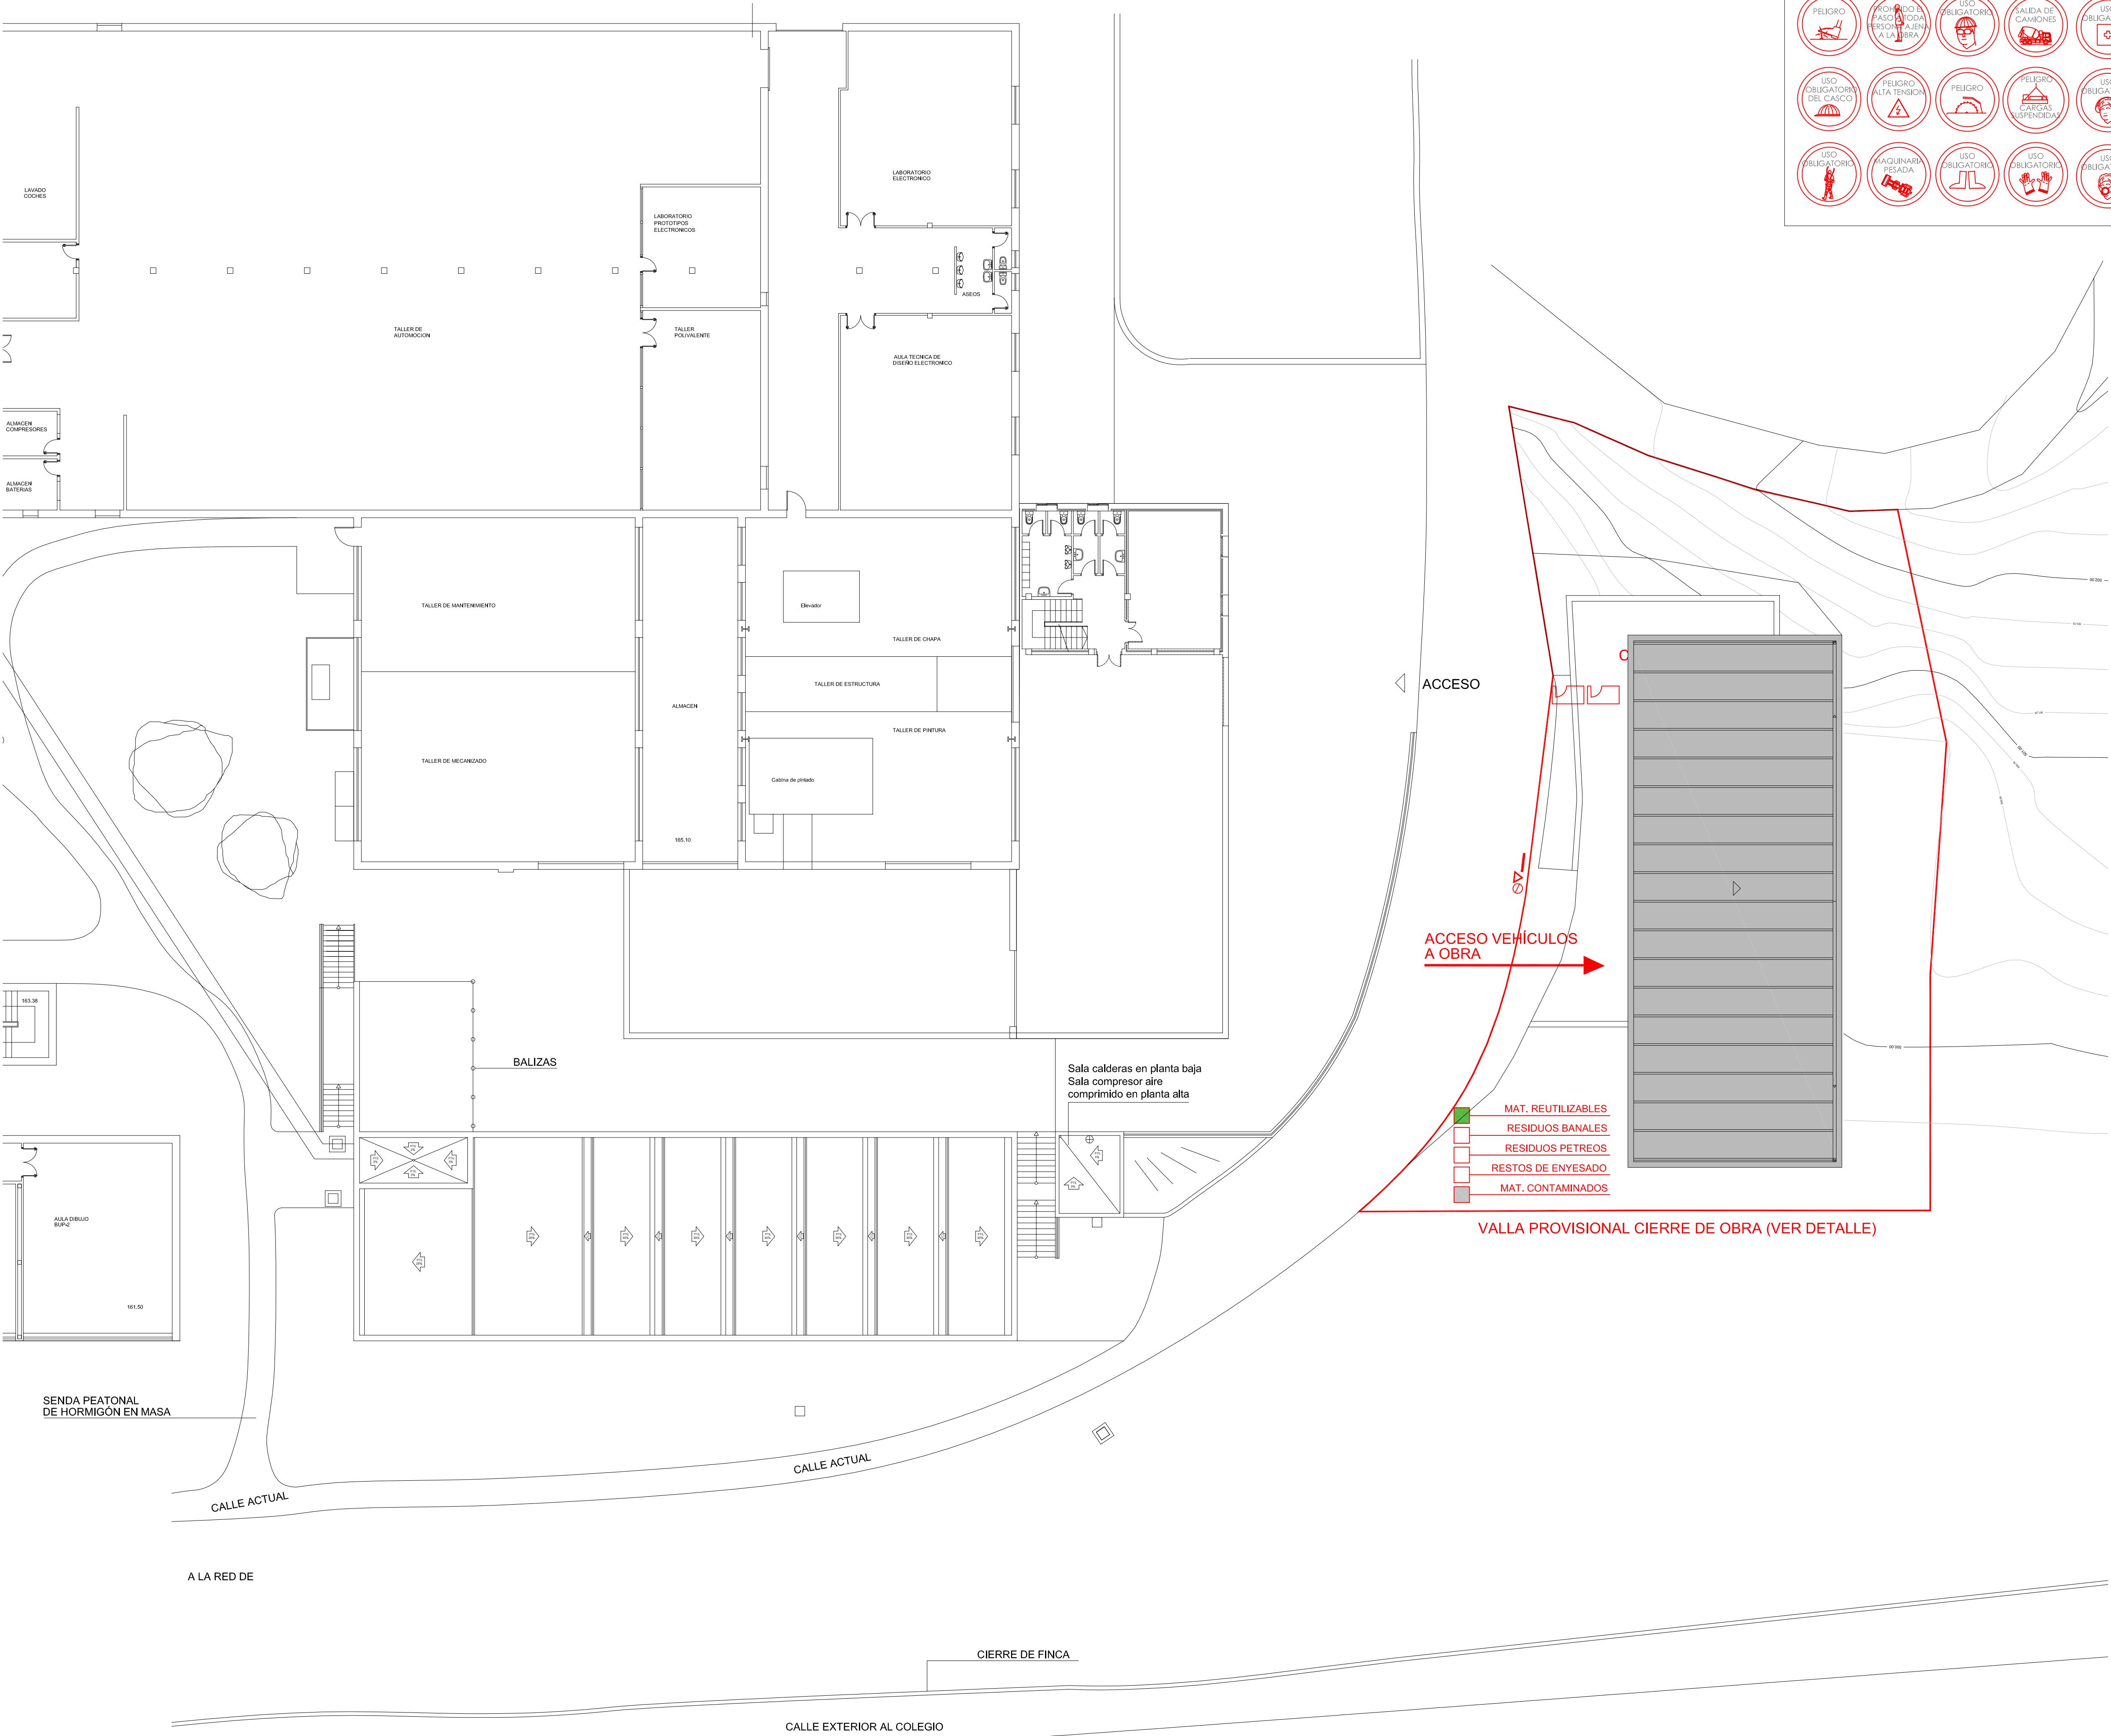 PELIGRO
PASO A TODA
A LA OBRA
USO
OBLIGATORIO
SALIDA DE
CAMIONES
USO
OBLIGATORIO
DEL CASCO
PELIGRO
ALTA TENSION
PELIGRO
PELIGRO
CARGAS
SUSPENDIDAS
USO
OBLIGATORIO
MAQUINARIA
PESADA
USO
OBLIGATORIO
USO
OBLIGATORIO
LAVADO
COCHES
LABORATORIO
ELECTRONICO
LABORATORIO
PROTOTIPOS
ELECTRONICOS
ASEOS
TALLER DE
AUTOMOCION
TALLER
POLIVALENTE
AULA TECNICA DE
DISEÑO ELECTRONICO
ALMACEN
COMPRESORES
ALMACEN
BATERIAS
TALLER DE MANTENIMIENTO
Elevador
TALLER DE CHAPA
TALLER DE ESTRUCTURA
ALMACEN
TALLER DE PINTURA
TALLER DE MECANIZADO
Cabina de pintado
165.10
ACCESO
ACCESO VEHÍCULOS
A OBRA
163.38
BALIZAS
Sala calderas en planta baja
Sala compresor aire
comprimido en planta alta
MAT. REUTILIZABLES
RESIDUOS BANALES
RESIDUOS PETREOS
RESTOS DE ENYESADO
MAT. CONTAMINADOS
VALLA PROVISIONAL CIERRE DE OBRA (VER DETALLE)
AULA DIBUJO
BUP-2
161.50
SENDA PEATONAL
DE HORMIGÓN EN MASA
CALLE ACTUAL
CALLE ACTUAL
A LA RED DE
CIERRE DE FINCA
CALLE EXTERIOR AL COLEGIO